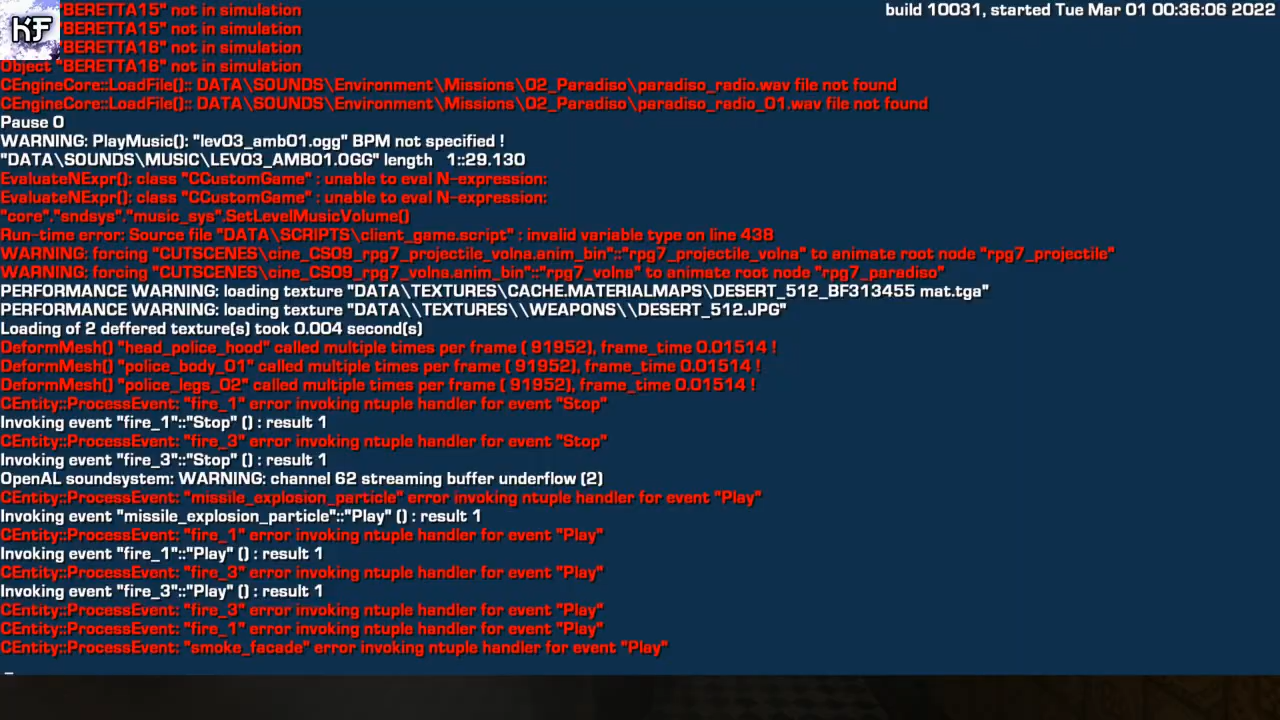 build 10031, started Tue Mar 01 00:36:06 2022
KF
"BERETTA15" not in simulation
"BERETTA15" not in simulation
"BERETTA16" not in simulation
Object "BERETTA16" not in simulation
CEngineCore::LoadFile():: DATA\SOUNDS\Environment\Missions\02_Paradiso\paradiso_radio.wav file not found
CEngineCore::LoadFile():: DATA\SOUNDS\Environment\Missions\02_Paradiso\paradiso_radio_01.wav file not found
Pause 0
WARNING: PlayMusic(): "lev03_amb01.ogg" BPM not specified !
"DATA\SOUNDS\MUSIC\LEV03_AMB01.OGG" length 1::29.130
EvaluateNExpr(): class "CCustomGame" : unable to eval N-expression:
EvaluateNExpr(): class "CCustomGame" : unable to eval N-expression:
"core"."sndsys"."music_sys".SetLevelMusicVolume()
Run-time error: Source file "DATA\SCRIPTS\client_game.script" : invalid variable type on line 438
WARNING: forcing "CUTSCENES\cine_CS09_rpg7_projectile_volna.anim_bin"::"rpg7_projectile_volna" to animate root node "rpg7_projectile"
WARNING: forcing "CUTSCENES\cine_CS09_rpg7_volna.anim_bin"::"rpg7_volna" to animate root node "rpg7_paradiso"
PERFORMANCE WARNING: loading texture "DATA\TEXTURES\CACHE.MATERIALMAPS\DESERT_512_BF313455 mat.tga"
PERFORMANCE WARNING: loading texture "DATA\\TEXTURES\\WEAPONS\\DESERT_512.JPG"
Loading of 2 deffered texture(s) took 0.004 second(s)
DeformMesh() "head_police_hood" called multiple times per frame ( 91952), frame_time 0.01514 !
DeformMesh() "police_body_01" called multiple times per frame ( 91952), frame_time 0.01514 !
DeformMesh() "police_legs_02" called multiple times per frame ( 91952), frame_time 0.01514 !
CEntity::ProcessEvent: "fire_1" error invoking ntuple handler for event "Stop"
Invoking event "fire_1"::"Stop" () : result 1
CEntity::ProcessEvent: "fire_3" error invoking ntuple handler for event "Stop"
Invoking event "fire_3"::"Stop" () : result 1
OpenAL soundsystem: WARNING: channel 62 streaming buffer underflow (2)
CEntity::ProcessEvent: "missile_explosion_particle" error invoking ntuple handler for event "Play"
Invoking event "missile_explosion_particle"::"Play" () : result 1
CEntity::ProcessEvent: "fire_1" error invoking ntuple handler for event "Play"
Invoking event "fire_1"::"Play" () : result 1
CEntity::ProcessEvent: "fire_3" error invoking ntuple handler for event "Play"
Invoking event "fire_3"::"Play" () : result 1
CEntity::ProcessEvent: "fire_3" error invoking ntuple handler for event "Play"
CEntity::ProcessEvent: "fire_1" error invoking ntuple handler for event "Play"
CEntity::ProcessEvent: "smoke_facade" error invoking ntuple handler for event "Play"
_